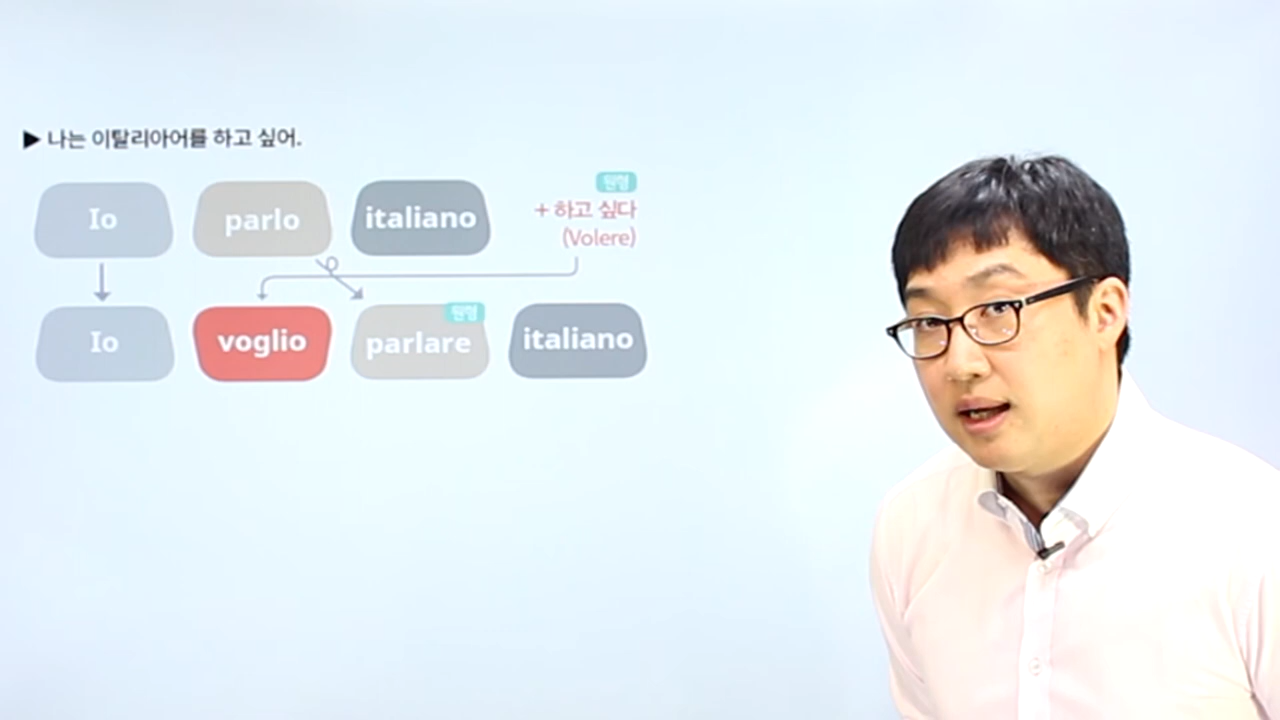 ▶ 나는 이탈리아어를 하고 싶어.
원형
Io parlo italiano + 하고 싶다
(Volere)
원형
Io voglio parlare italiano